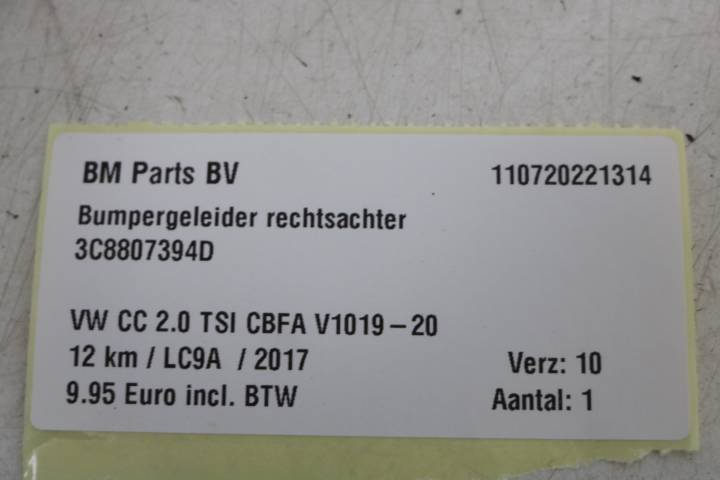 BM Parts BV 110720221314
Bumpergeleider rechtsachter
3C8807394D
VW CC 2.0 TSI CBFA V1019-20
12 km / LC9A / 2017 Verz: 10
9.95 Euro incl. BTW Aantal: 1